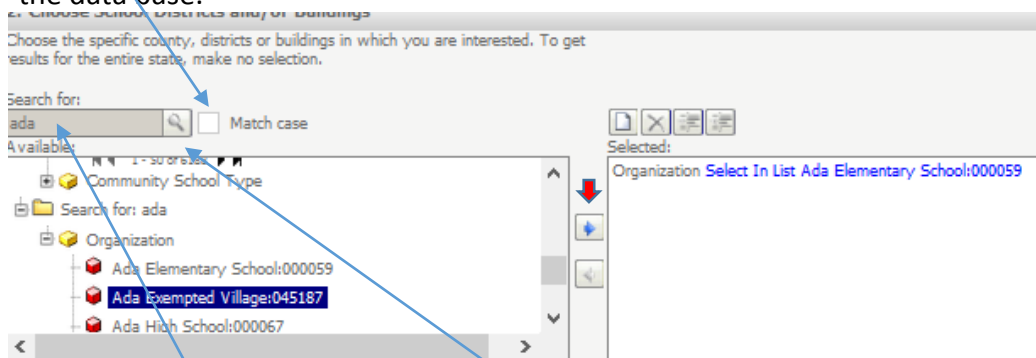 the data base.
2. Choose School Districts and/or Buildings
Choose the specific county, districts or buildings in which you are interested. To get
results for the entire state, make no selection.
Search for:
ada
Match case
Available:
Selected:
Community School Type
Search for: ada
Organization
Ada Elementary School:000059
Ada Exempted Village:045187
Ada High School:000067
Organization Select In List Ada Elementary School:000059